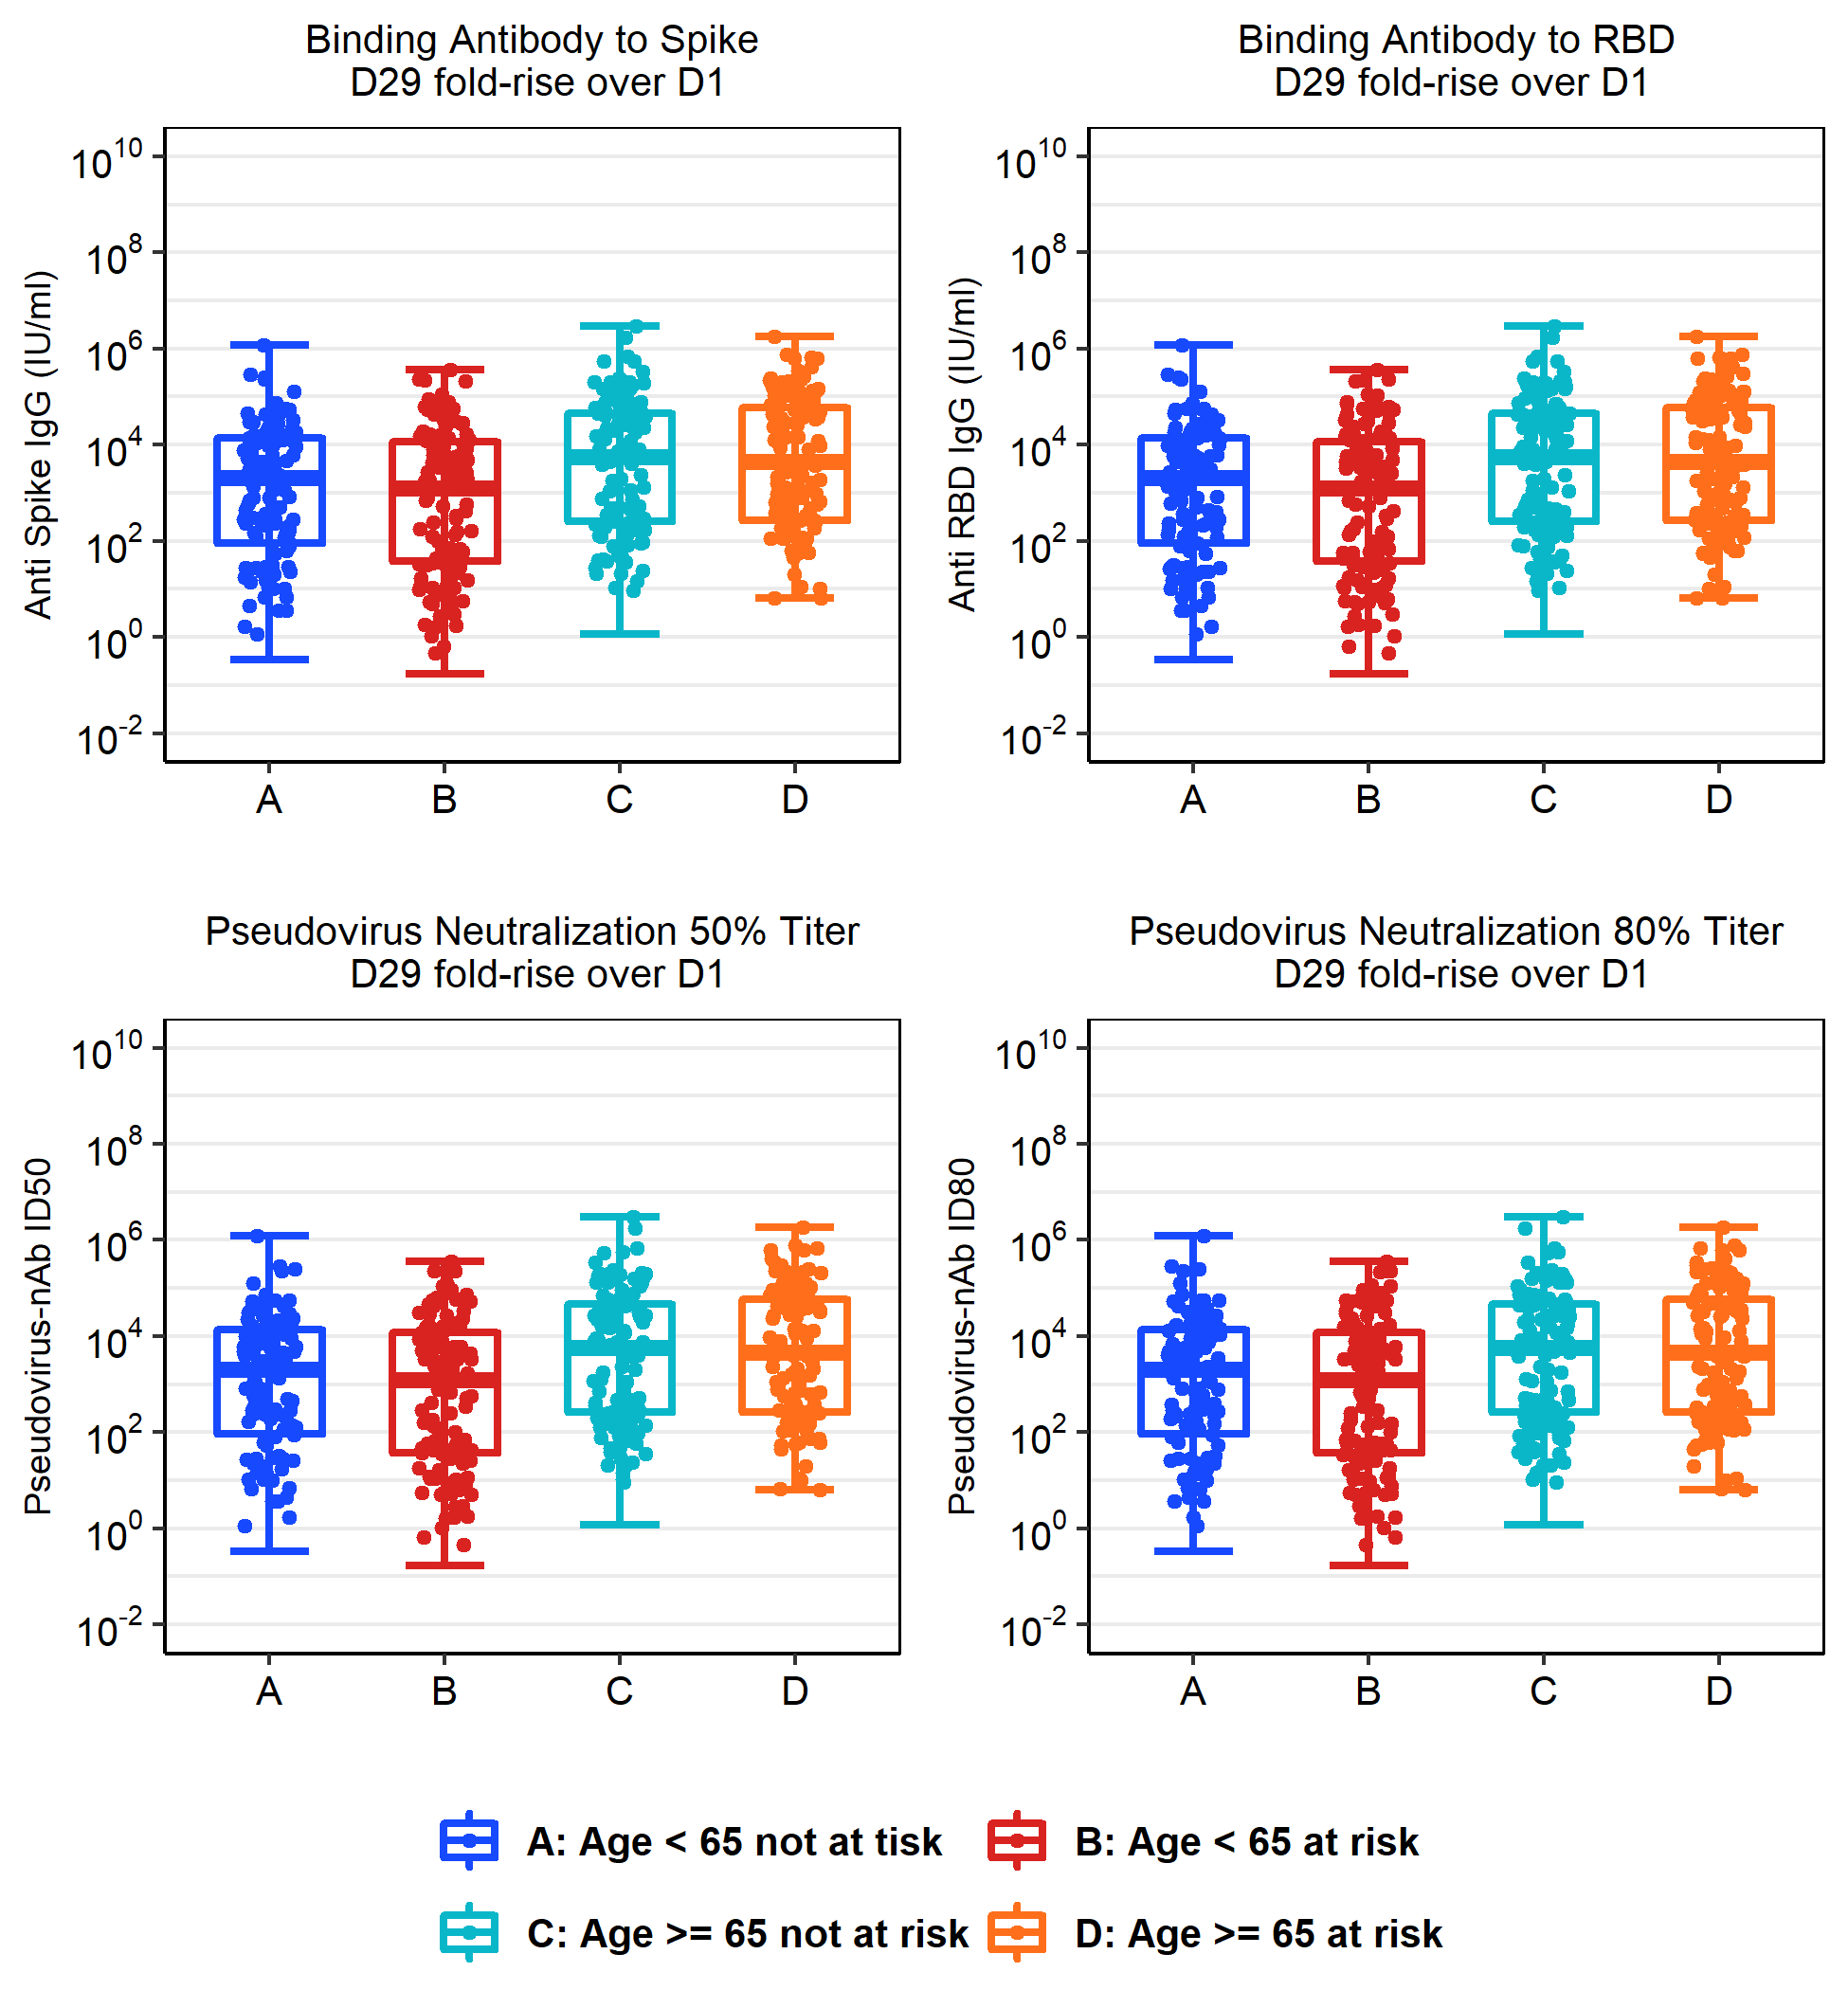 Binding Antibody to Spike
D29 fold-rise over D1
Anti Spike IgG (IU/ml)
10^10
10^8
10^6
10^4
10^2
10^0
10^-2
A B C D
Binding Antibody to RBD
D29 fold-rise over D1
Anti RBD IgG (IU/ml)
10^10
10^8
10^6
10^4
10^2
10^0
10^-2
A B C D
Pseudovirus Neutralization 50% Titer
D29 fold-rise over D1
Pseudovirus-nAb ID50
10^10
10^8
10^6
10^4
10^2
10^0
10^-2
A B C D
Pseudovirus Neutralization 80% Titer
D29 fold-rise over D1
Pseudovirus-nAb ID80
10^10
10^8
10^6
10^4
10^2
10^0
10^-2
A B C D
A: Age < 65 not at tisk
B: Age < 65 at risk
C: Age >= 65 not at risk
D: Age >= 65 at risk